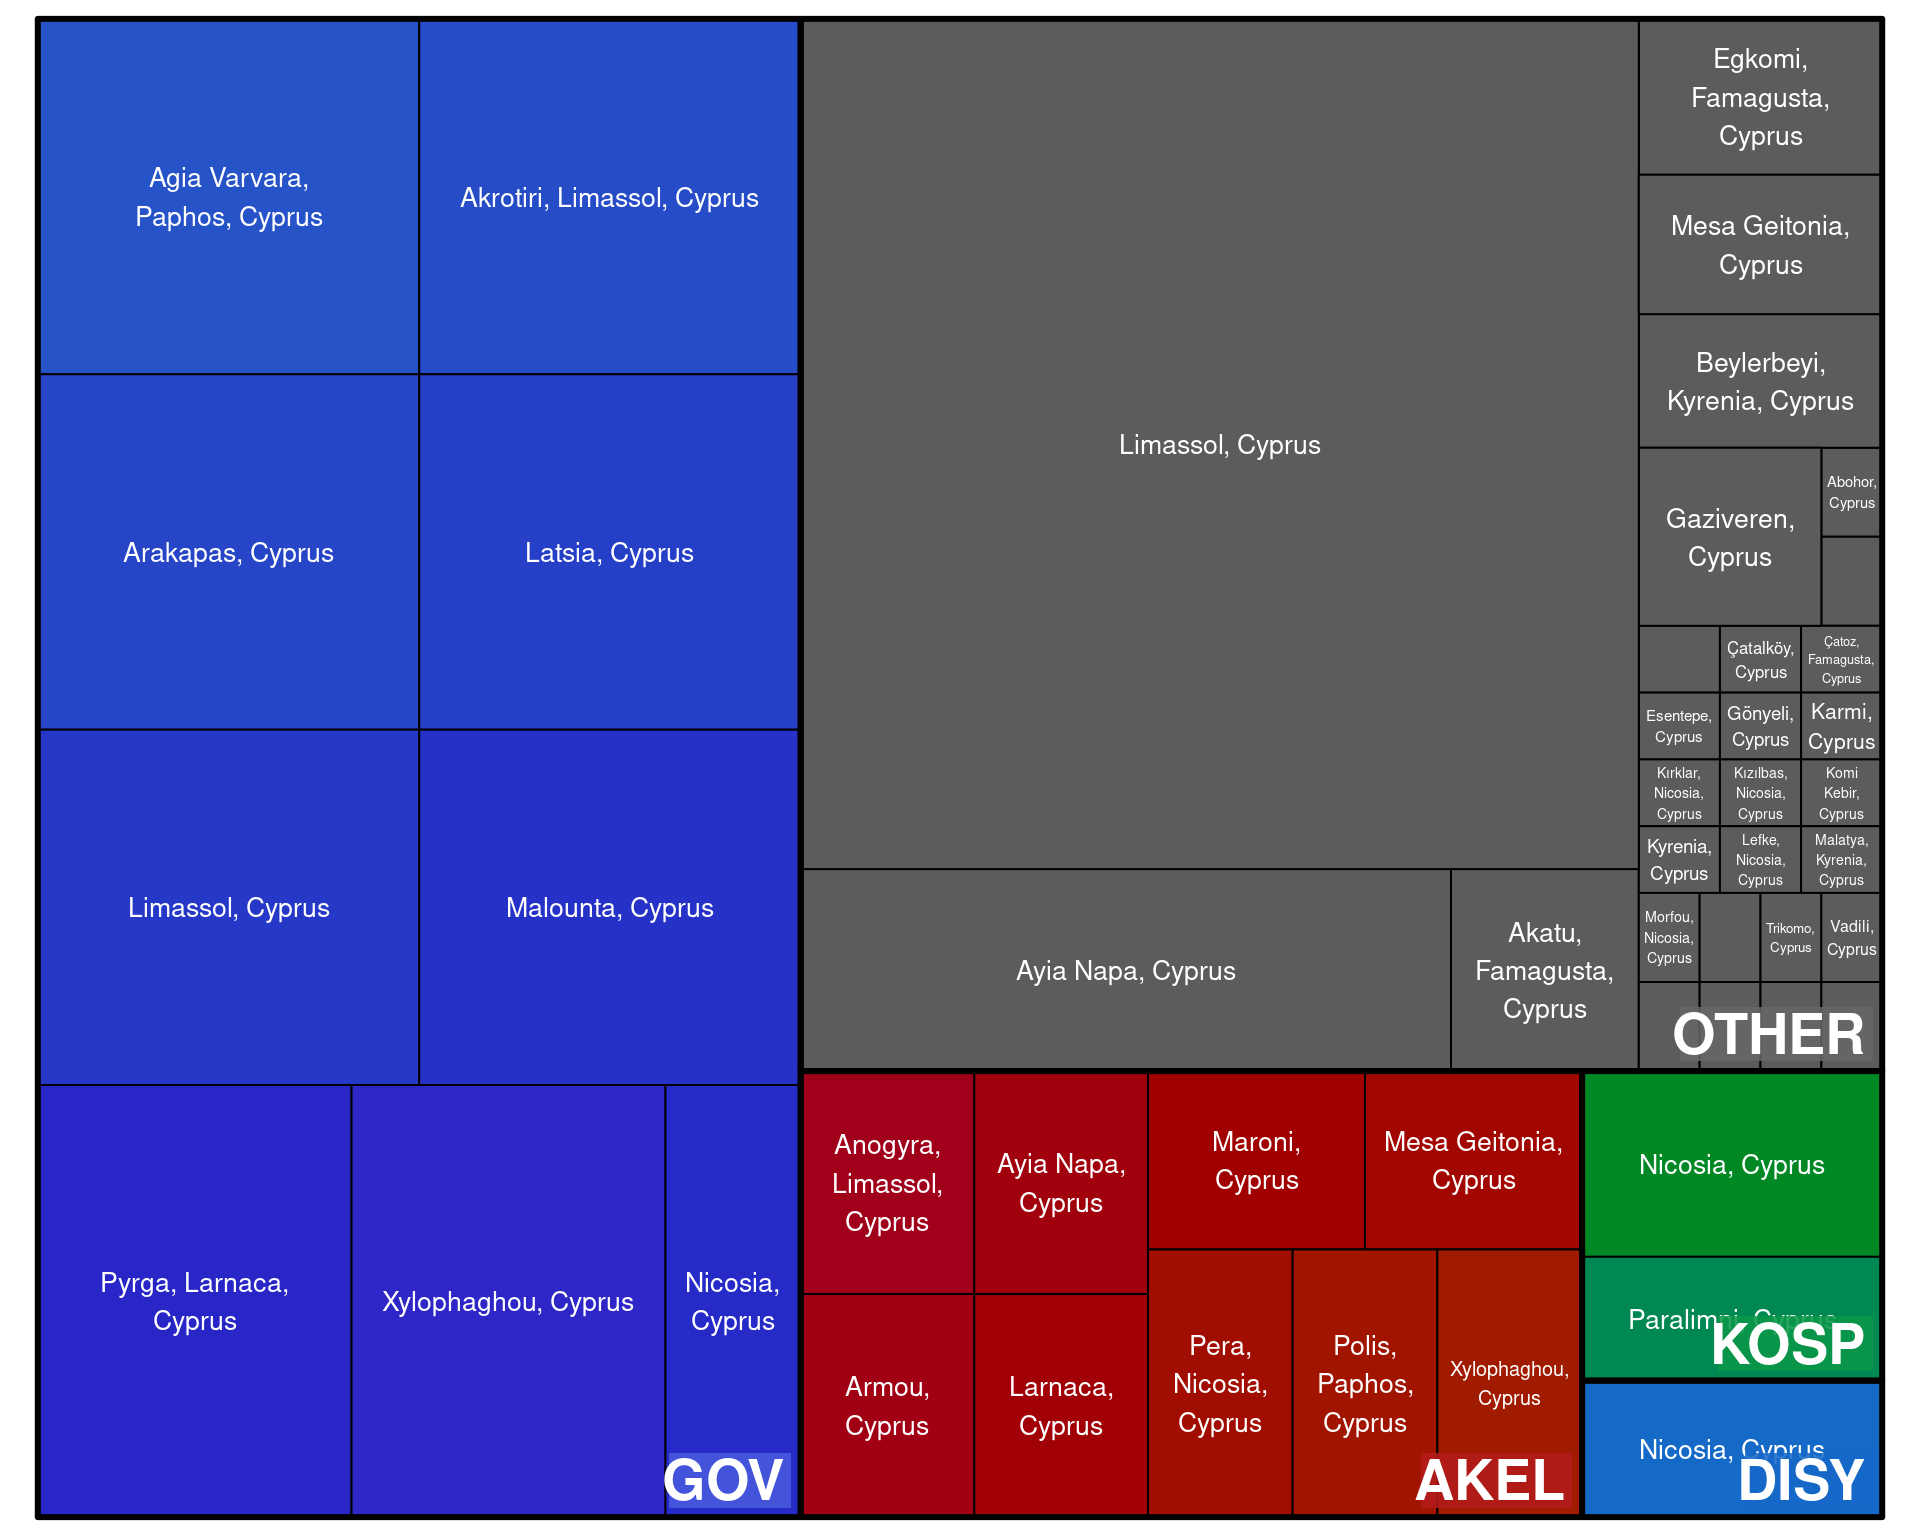 Agia Varvara,
Paphos, Cyprus
Akrotiri, Limassol, Cyprus
Arakapas, Cyprus
Latsia, Cyprus
Limassol, Cyprus
Malounta, Cyprus
Pyrga, Larnaca,
Cyprus
Xylophaghou, Cyprus
Nicosia,
Cyprus
GOV
Limassol, Cyprus
Ayia Napa, Cyprus
Akatu,
Famagusta,
Cyprus
Egkomi,
Famagusta,
Cyprus
Mesa Geitonia,
Cyprus
Beylerbeyi,
Kyrenia, Cyprus
Gaziveren,
Cyprus
Abohor,
Cyprus
Çatalköy,
Cyprus
Çatoz,
Famagusta,
Cyprus
Esentepe,
Cyprus
Gönyeli,
Cyprus
Karmi,
Cyprus
Kırklar,
Nicosia,
Cyprus
Kızılbas,
Nicosia,
Cyprus
Komi
Kebir,
Cyprus
Kyrenia,
Cyprus
Lefke,
Nicosia,
Cyprus
Malatya,
Kyrenia,
Cyprus
Morfou,
Nicosia,
Cyprus
Trikomo,
Cyprus
Vadili,
Cyprus
OTHER
Anogyra,
Limassol,
Cyprus
Ayia Napa,
Cyprus
Armou,
Cyprus
Larnaca,
Cyprus
Maroni,
Cyprus
Mesa Geitonia,
Cyprus
Pera,
Nicosia,
Cyprus
Polis,
Paphos,
Cyprus
Xylophaghou,
Cyprus
AKEL
Nicosia, Cyprus
Paralimni, Cyprus
KOSP
Nicosia, Cyprus
DISY